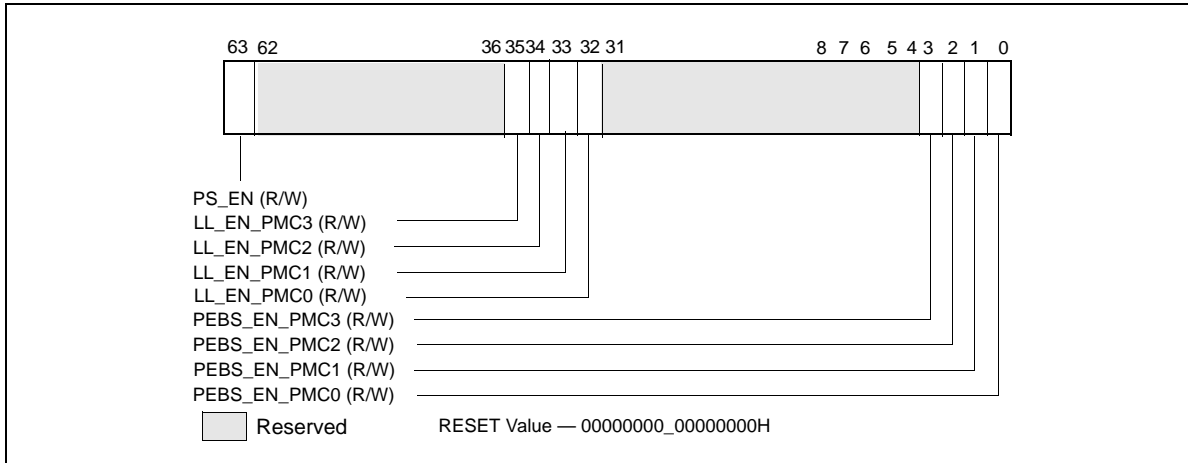 63 62 36 35 34 33 32 31 8 7 6 5 4 3 2 1 0
PS_EN (R/W)
LL_EN_PMC3 (R/W)
LL_EN_PMC2 (R/W)
LL_EN_PMC1 (R/W)
LL_EN_PMC0 (R/W)
PEBS_EN_PMC3 (R/W)
PEBS_EN_PMC2 (R/W)
PEBS_EN_PMC1 (R/W)
PEBS_EN_PMC0 (R/W)
Reserved RESET Value — 00000000_00000000H